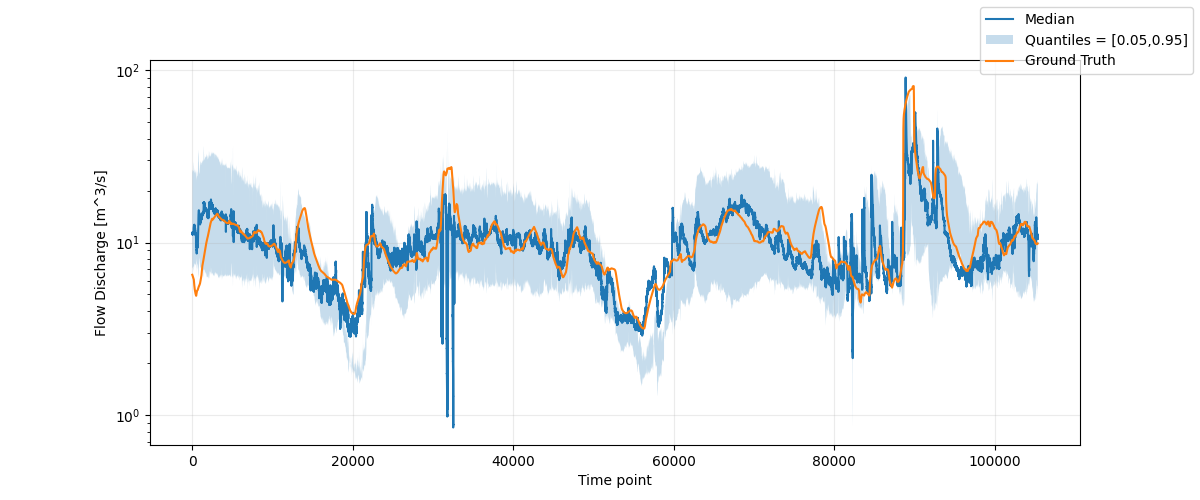 Median
Quantiles = [0.05,0.95]
Ground Truth
10²
10¹
10⁰
Flow Discharge [m^3/s]
0 20000 40000 60000 80000 100000
Time point